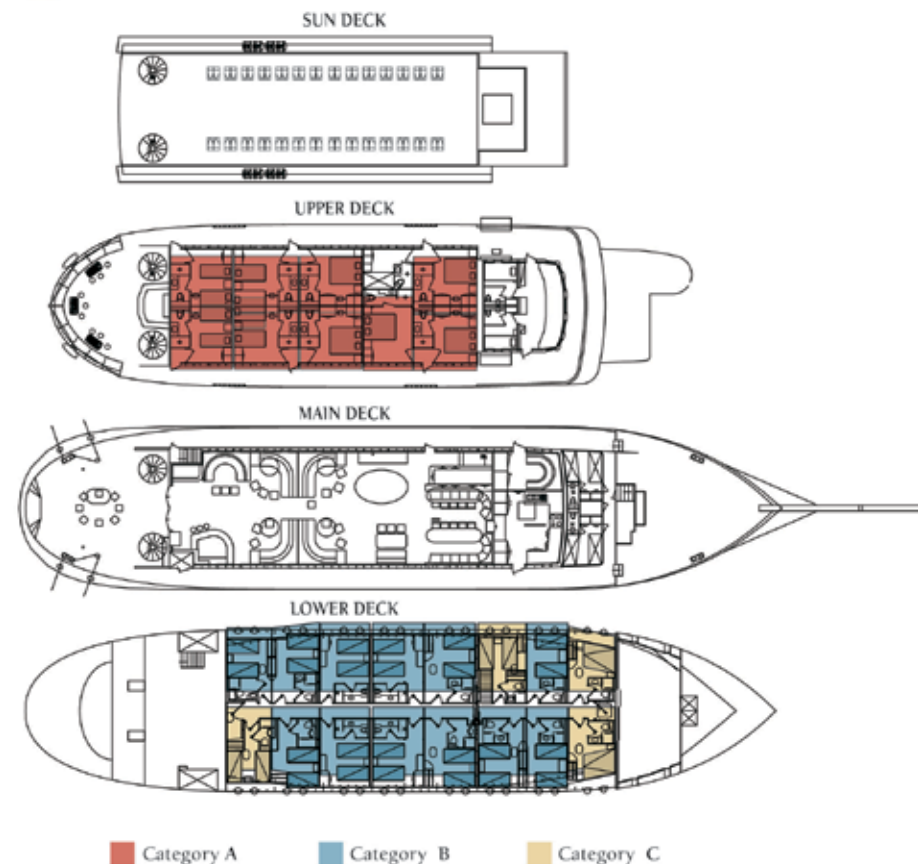 SUN DECK
UPPER DECK
MAIN DECK
LOWER DECK
Category A
Category B
Category C